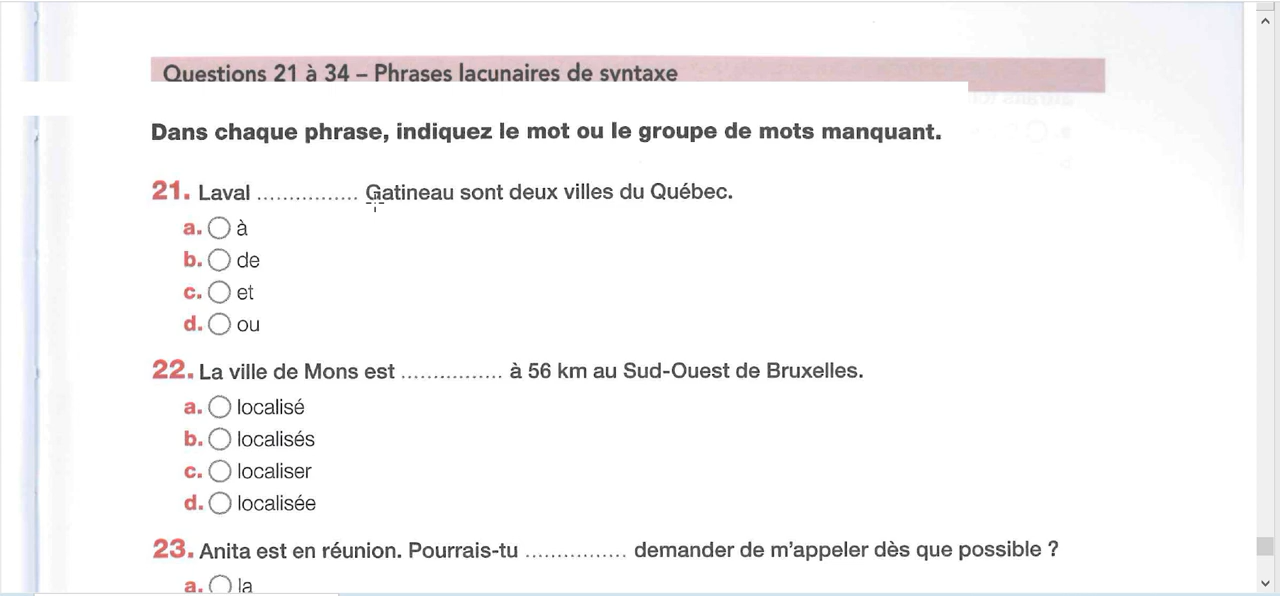 Questions 21 à 34 – Phrases lacunaires de syntaxe
Dans chaque phrase, indiquez le mot ou le groupe de mots manquant.
21. Laval ................ Gatineau sont deux villes du Québec.
a. à
b. de
c. et
d. ou
22. La ville de Mons est ................ à 56 km au Sud-Ouest de Bruxelles.
a. localisé
b. localisés
c. localiser
d. localisée
23. Anita est en réunion. Pourrais-tu ................ demander de m'appeler dès que possible ?
a. la